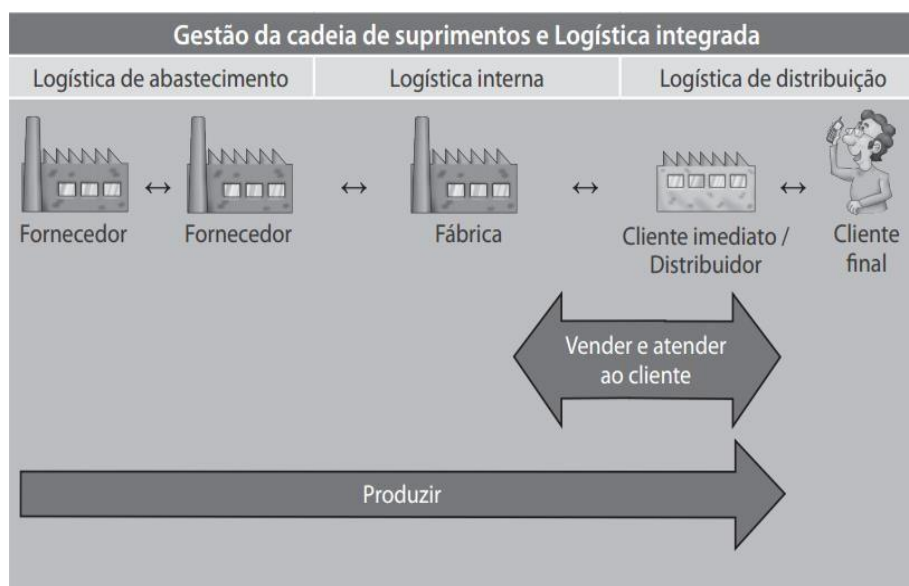 Gestão da cadeia de suprimentos e Logística integrada
Logística de abastecimento
Logística interna
Logística de distribuição
Fornecedor
Fornecedor
Fábrica
Cliente imediato /
Distribuidor
Cliente
final
Vender e atender
ao cliente
Produzir